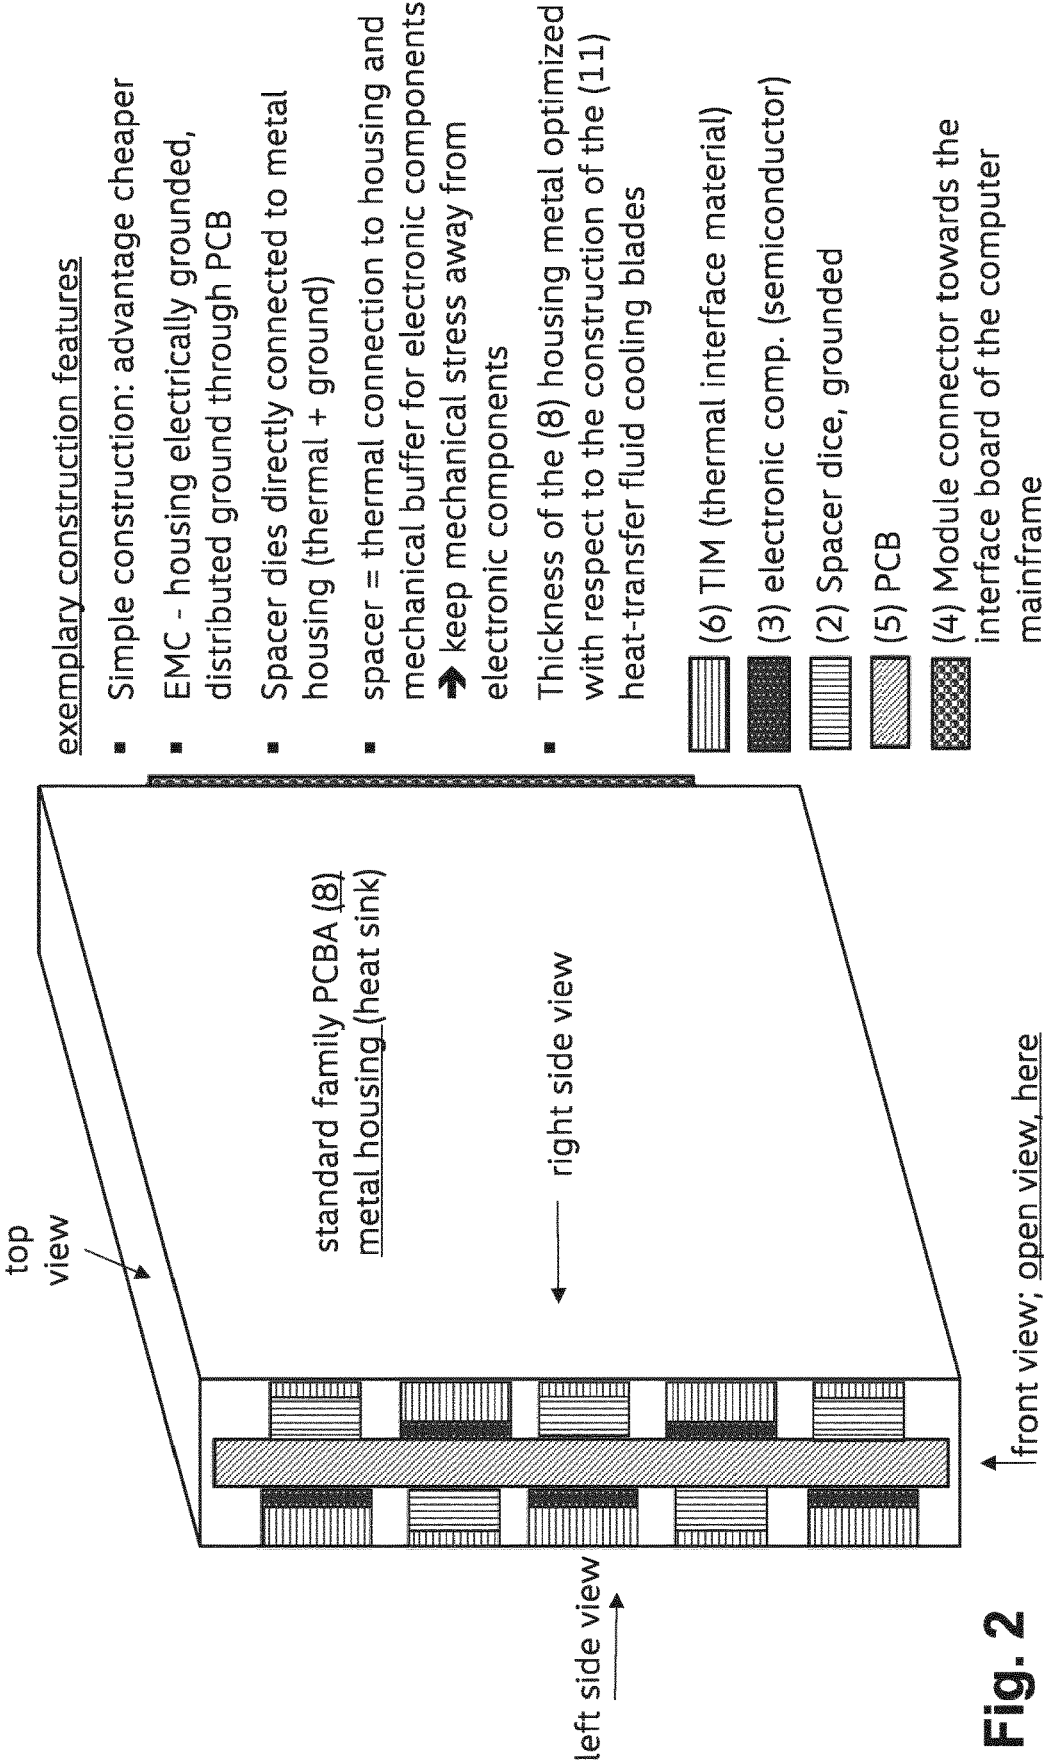 top
view
standard family PCBA (8)
metal housing (heat sink)
right side view
left side view
front view; open view, here
exemplary construction features
▪ Simple construction: advantage cheaper
▪ EMC - housing electrically grounded,
distributed ground through PCB
▪ Spacer dies directly connected to metal
housing (thermal + ground)
▪ spacer = thermal connection to housing and
mechanical buffer for electronic components
➔ keep mechanical stress away from
electronic components
▪ Thickness of the (8) housing metal optimized
with respect to the construction of the (11)
heat-transfer fluid cooling blades
(6) TIM (thermal interface material)
(3) electronic comp. (semiconductor)
(2) Spacer dice, grounded
(5) PCB
(4) Module connector towards the
interface board of the computer
mainframe
Fig. 2